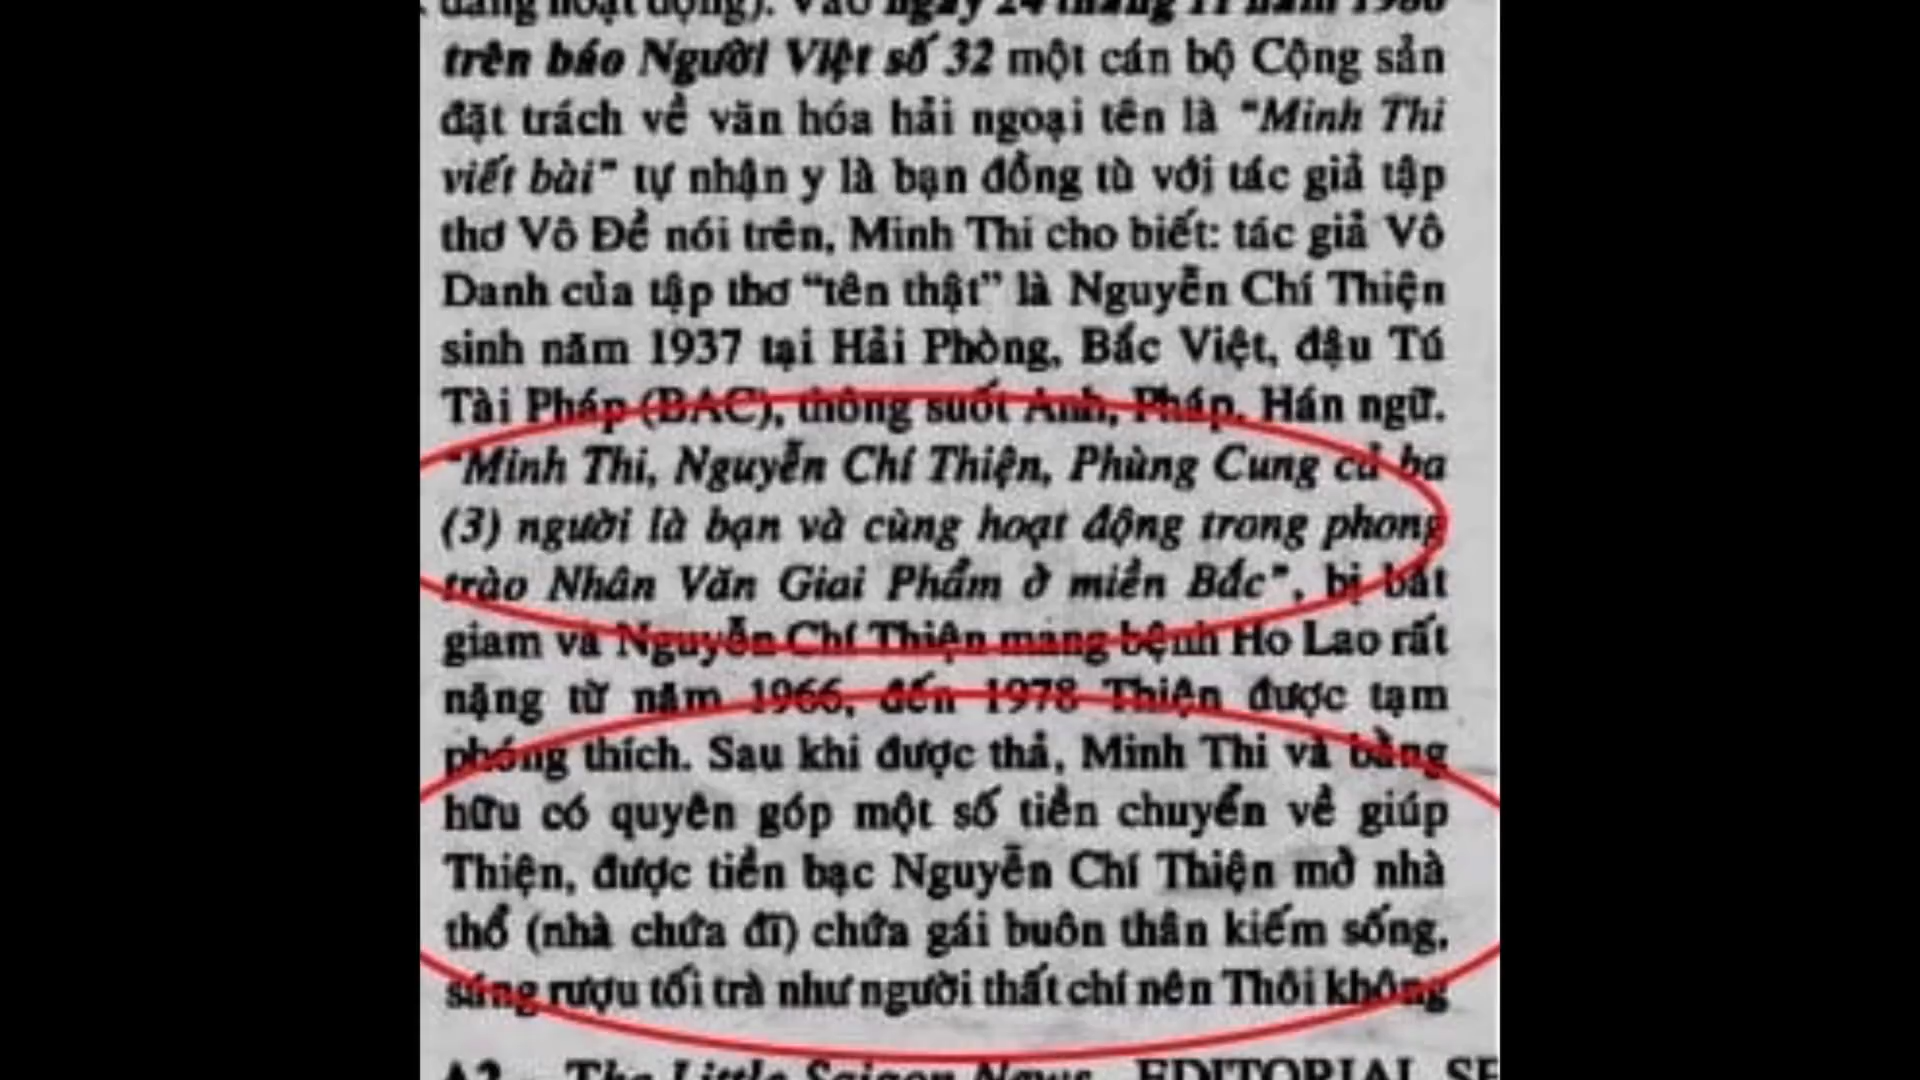 đang hoạt động). Vào ngày 24 tháng 11 năm 1980
trên báo Người Việt số 32 một cán bộ Cộng sản
đặt trách về văn hóa hải ngoại tên là “Minh Thi
viết bài” tự nhận y là bạn đồng tù với tác giả tập
thơ Vô Đề nói trên, Minh Thi cho biết: tác giả Vô
Danh của tập thơ “tên thật” là Nguyễn Chí Thiện
sinh năm 1937 tại Hải Phòng, Bắc Việt, đậu Tú
Tài Pháp (BAC), thông suốt Anh, Pháp, Hán ngữ.
“Minh Thi, Nguyễn Chí Thiện, Phùng Cung cả ba
(3) người là bạn và cùng hoạt động trong phong
trào Nhân Văn Giai Phẩm ở miền Bắc”, bị bắt
giam và Nguyễn Chí Thiện mang bệnh Ho Lao rất
nặng từ năm 1966, đến 1978 Thiện được tạm
phóng thích. Sau khi được thả, Minh Thi và bằng
hữu có quyên góp một số tiền chuyển về giúp
Thiện, được tiền bạc Nguyễn Chí Thiện mở nhà
thổ (nhà chứa đĩ) chứa gái buôn thân kiếm sống,
sáng rượu tối trà như người thất chí nên Thôi không
A2 - The Little Saigon News EDITORIAL SE